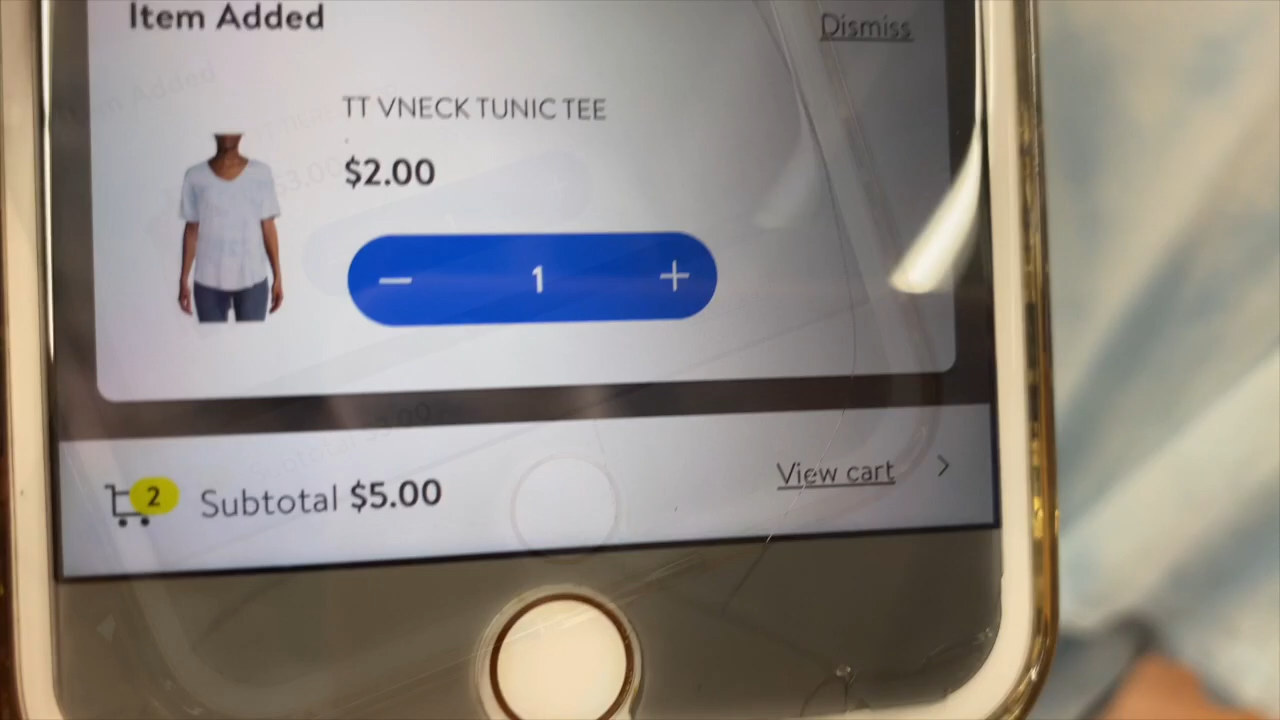 Item Added
Dismiss
TT VNECK TUNIC TEE
$2.00
− 1 +
2
Subtotal $5.00
View cart >